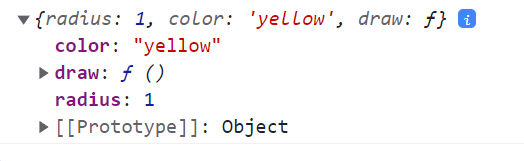 ▼{radius: 1, color: 'yellow', draw: ƒ} i
color: "yellow"
▶draw: ƒ ()
radius: 1
▶[[Prototype]]: Object